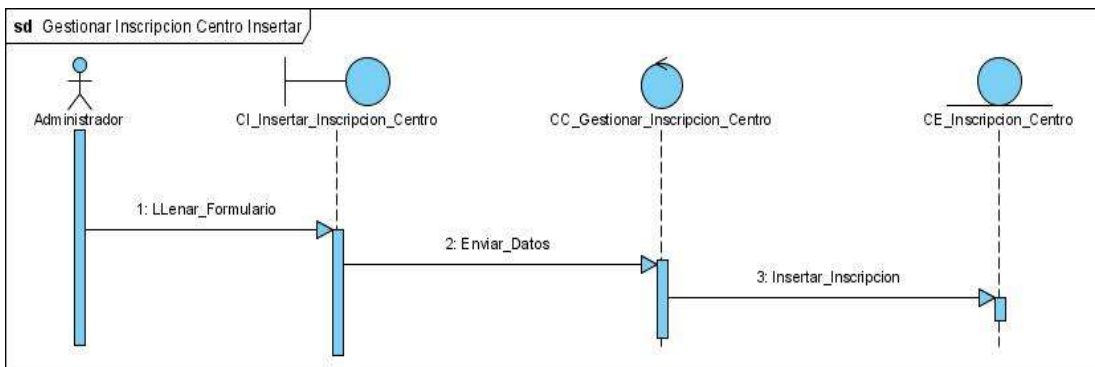 sd Gestionar Inscripcion Centro Insertar
Administrador
CI_Insertar_Inscripcion_Centro
CC_Gestionar_Inscripcion_Centro
CE_Inscripcion_Centro
1: LLenar_Formulario
2: Enviar_Datos
3: Insertar_Inscripcion